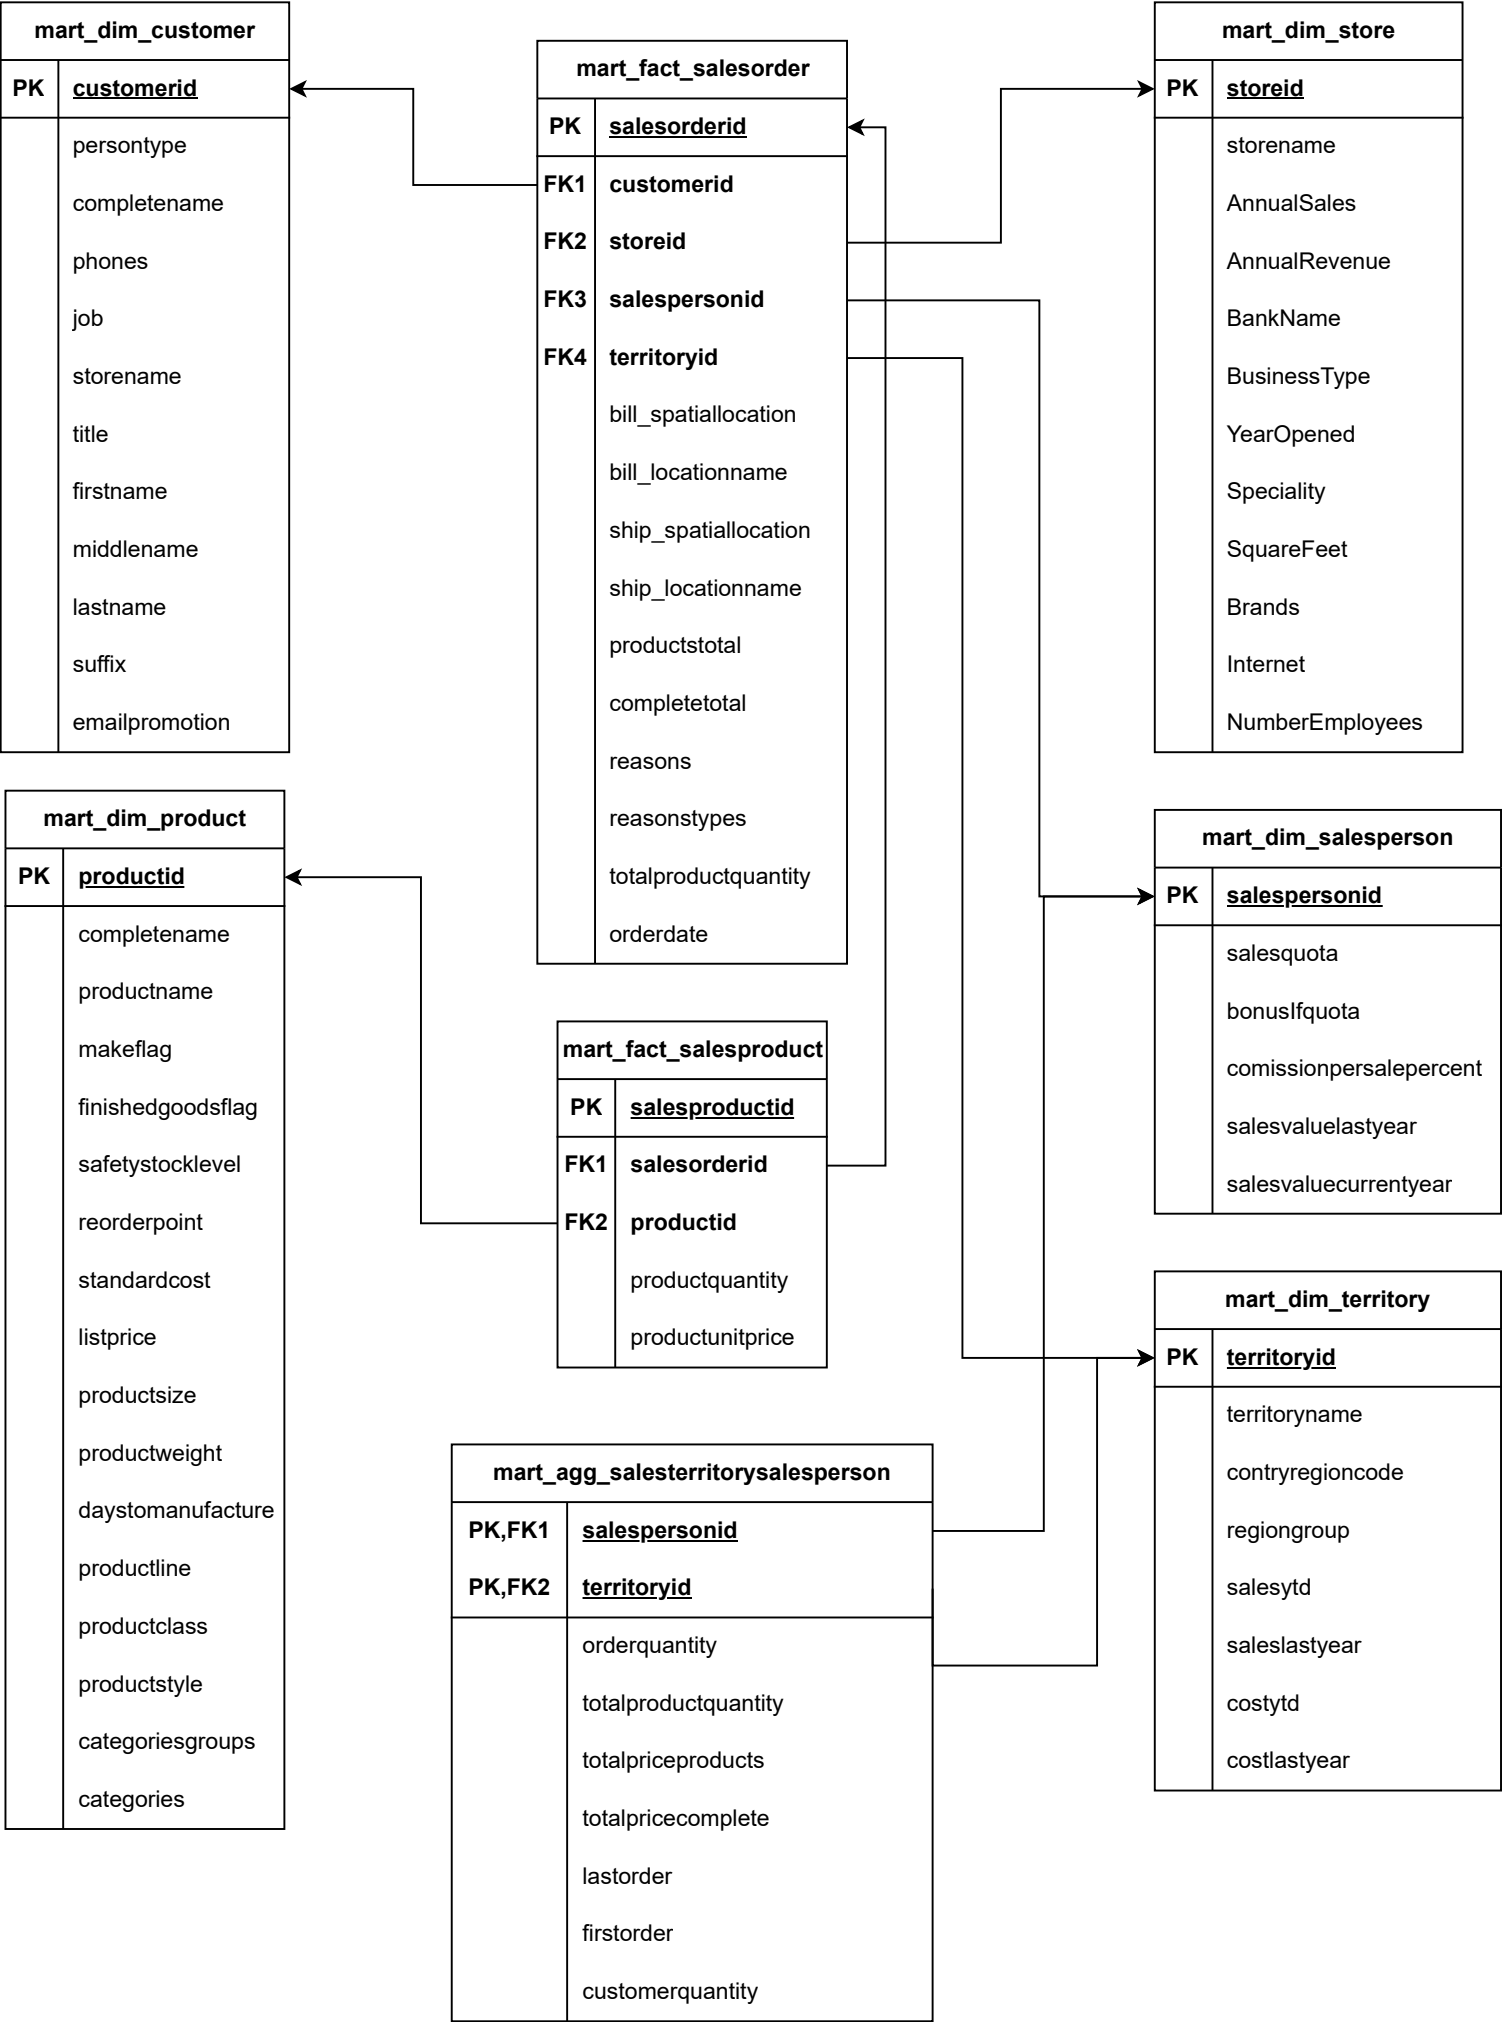 mart_dim_customer
PK customerid
persontype
completename
phones
job
storename
title
firstname
middlename
lastname
suffix
emailpromotion
mart_fact_salesorder
PK salesorderid
FK1 customerid
FK2 storeid
FK3 salespersonid
FK4 territoryid
bill_spatiallocation
bill_locationname
ship_spatiallocation
ship_locationname
productstotal
completetotal
reasons
reasonstypes
totalproductquantity
orderdate
mart_dim_store
PK storeid
storename
AnnualSales
AnnualRevenue
BankName
BusinessType
YearOpened
Speciality
SquareFeet
Brands
Internet
NumberEmployees
mart_dim_product
PK productid
completename
productname
makeflag
finishedgoodsflag
safetystocklevel
reorderpoint
standardcost
listprice
productsize
productweight
daystomanufacture
productline
productclass
productstyle
categoriesgroups
categories
mart_fact_salesproduct
PK salesproductid
FK1 salesorderid
FK2 productid
productquantity
productunitprice
mart_dim_salesperson
PK salespersonid
salesquota
bonusIfquota
comissionpersalepercent
salesvaluelastyear
salesvaluecurrentyear
mart_agg_salesterritorysalesperson
PK,FK1 salespersonid
PK,FK2 territoryid
orderquantity
totalproductquantity
totalpriceproducts
totalpricecomplete
lastorder
firstorder
customerquantity
mart_dim_territory
PK territoryid
territoryname
contryregioncode
regiongroup
salesytd
saleslastyear
costytd
costlastyear